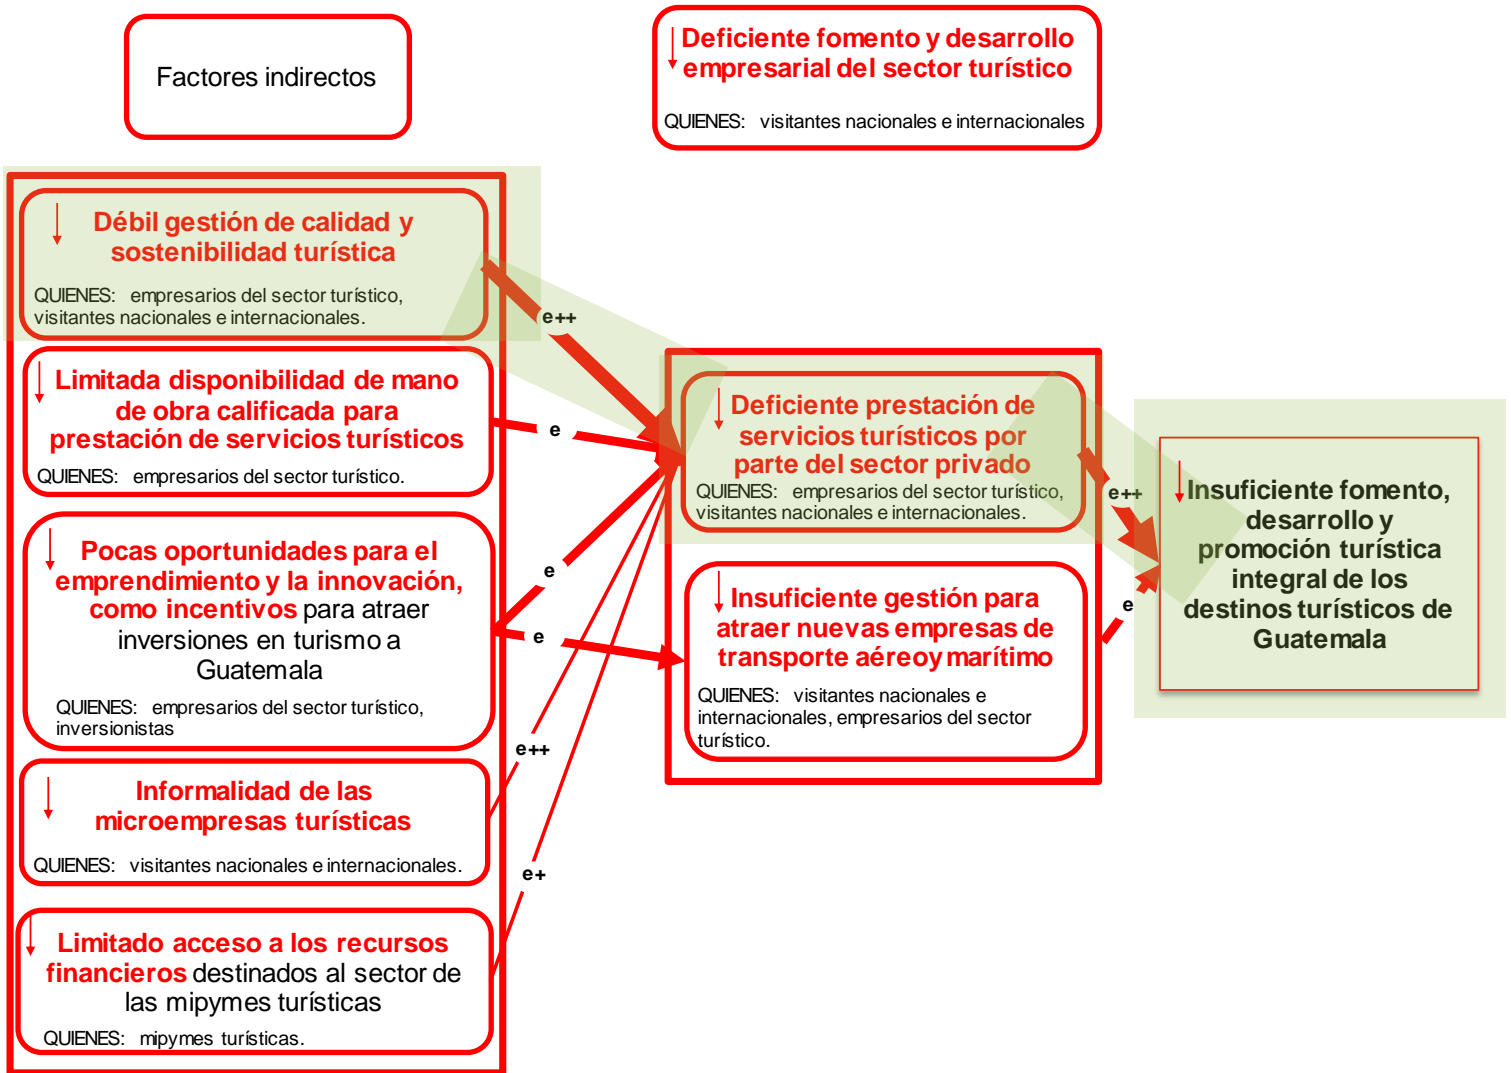 Factores indirectos
Deficiente fomento y desarrollo
empresarial del sector turístico
QUIENES: visitantes nacionales e internacionales
Débil gestión de calidad y
sostenibilidad turística
QUIENES: empresarios del sector turístico,
visitantes nacionales e internacionales.
Limitada disponibilidad de mano
de obra calificada para
prestación de servicios turísticos
QUIENES: empresarios del sector turístico.
Pocas oportunidades para el
emprendimiento y la innovación,
como incentivos para atraer
inversiones en turismo a
Guatemala
QUIENES: empresarios del sector turístico,
inversionistas
Informalidad de las
microempresas turísticas
QUIENES: visitantes nacionales e internacionales.
Limitado acceso a los recursos
financieros destinados al sector de
las mipymes turísticas
QUIENES: mipymes turísticas.
e++
e
e
e
e++
e+
Deficiente prestación de
servicios turísticos por
parte del sector privado
QUIENES: empresarios del sector turístico,
visitantes nacionales e internacionales.
Insuficiente gestión para
atraer nuevas empresas de
transporte aéreoy marítimo
QUIENES: visitantes nacionales e
internacionales, empresarios del sector
turístico.
e++
e
Insuficiente fomento,
desarrollo y
promoción turística
integral de los
destinos turísticos de
Guatemala